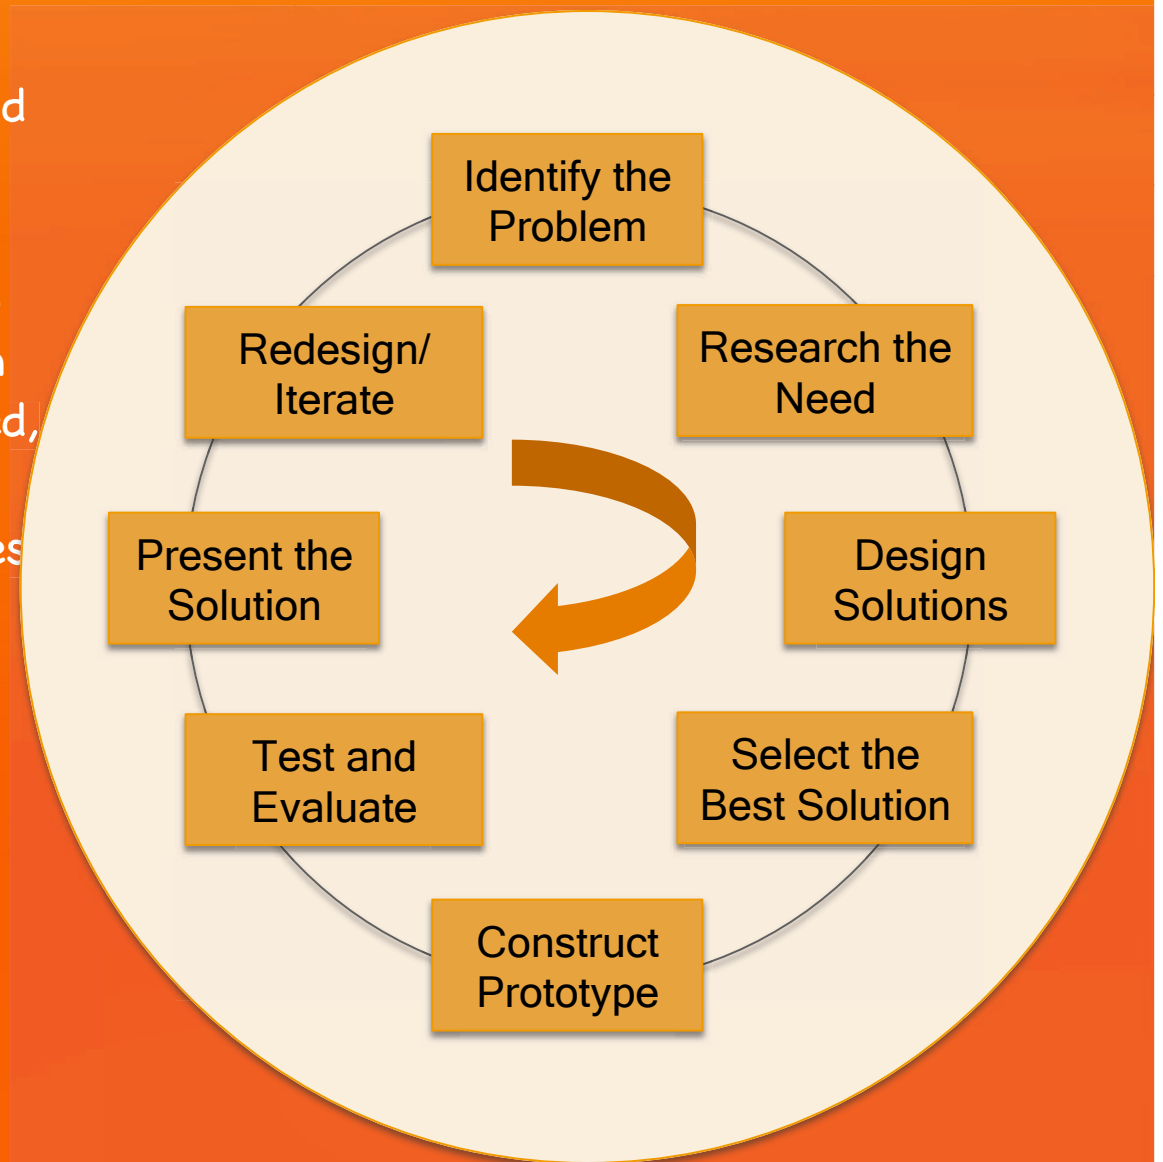 Identify the
Problem
Research the
Need
Design
Solutions
Select the
Best Solution
Construct
Prototype
Test and
Evaluate
Present the
Solution
Redesign/
Iterate